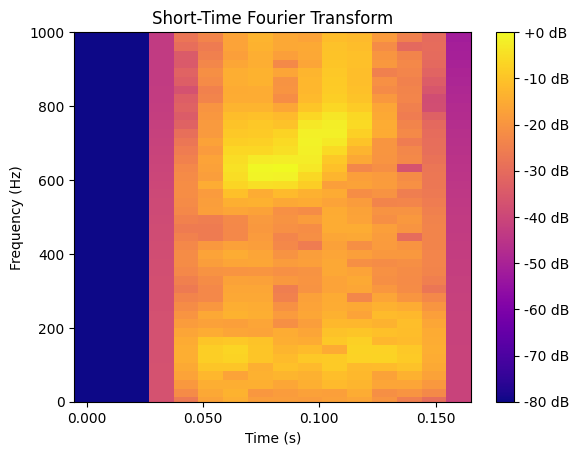 Short-Time Fourier Transform
1000
800
600
400
200
0
Frequency (Hz)
0.000
0.050
0.100
0.150
Time (s)
+0 dB
-10 dB
-20 dB
-30 dB
-40 dB
-50 dB
-60 dB
-70 dB
-80 dB